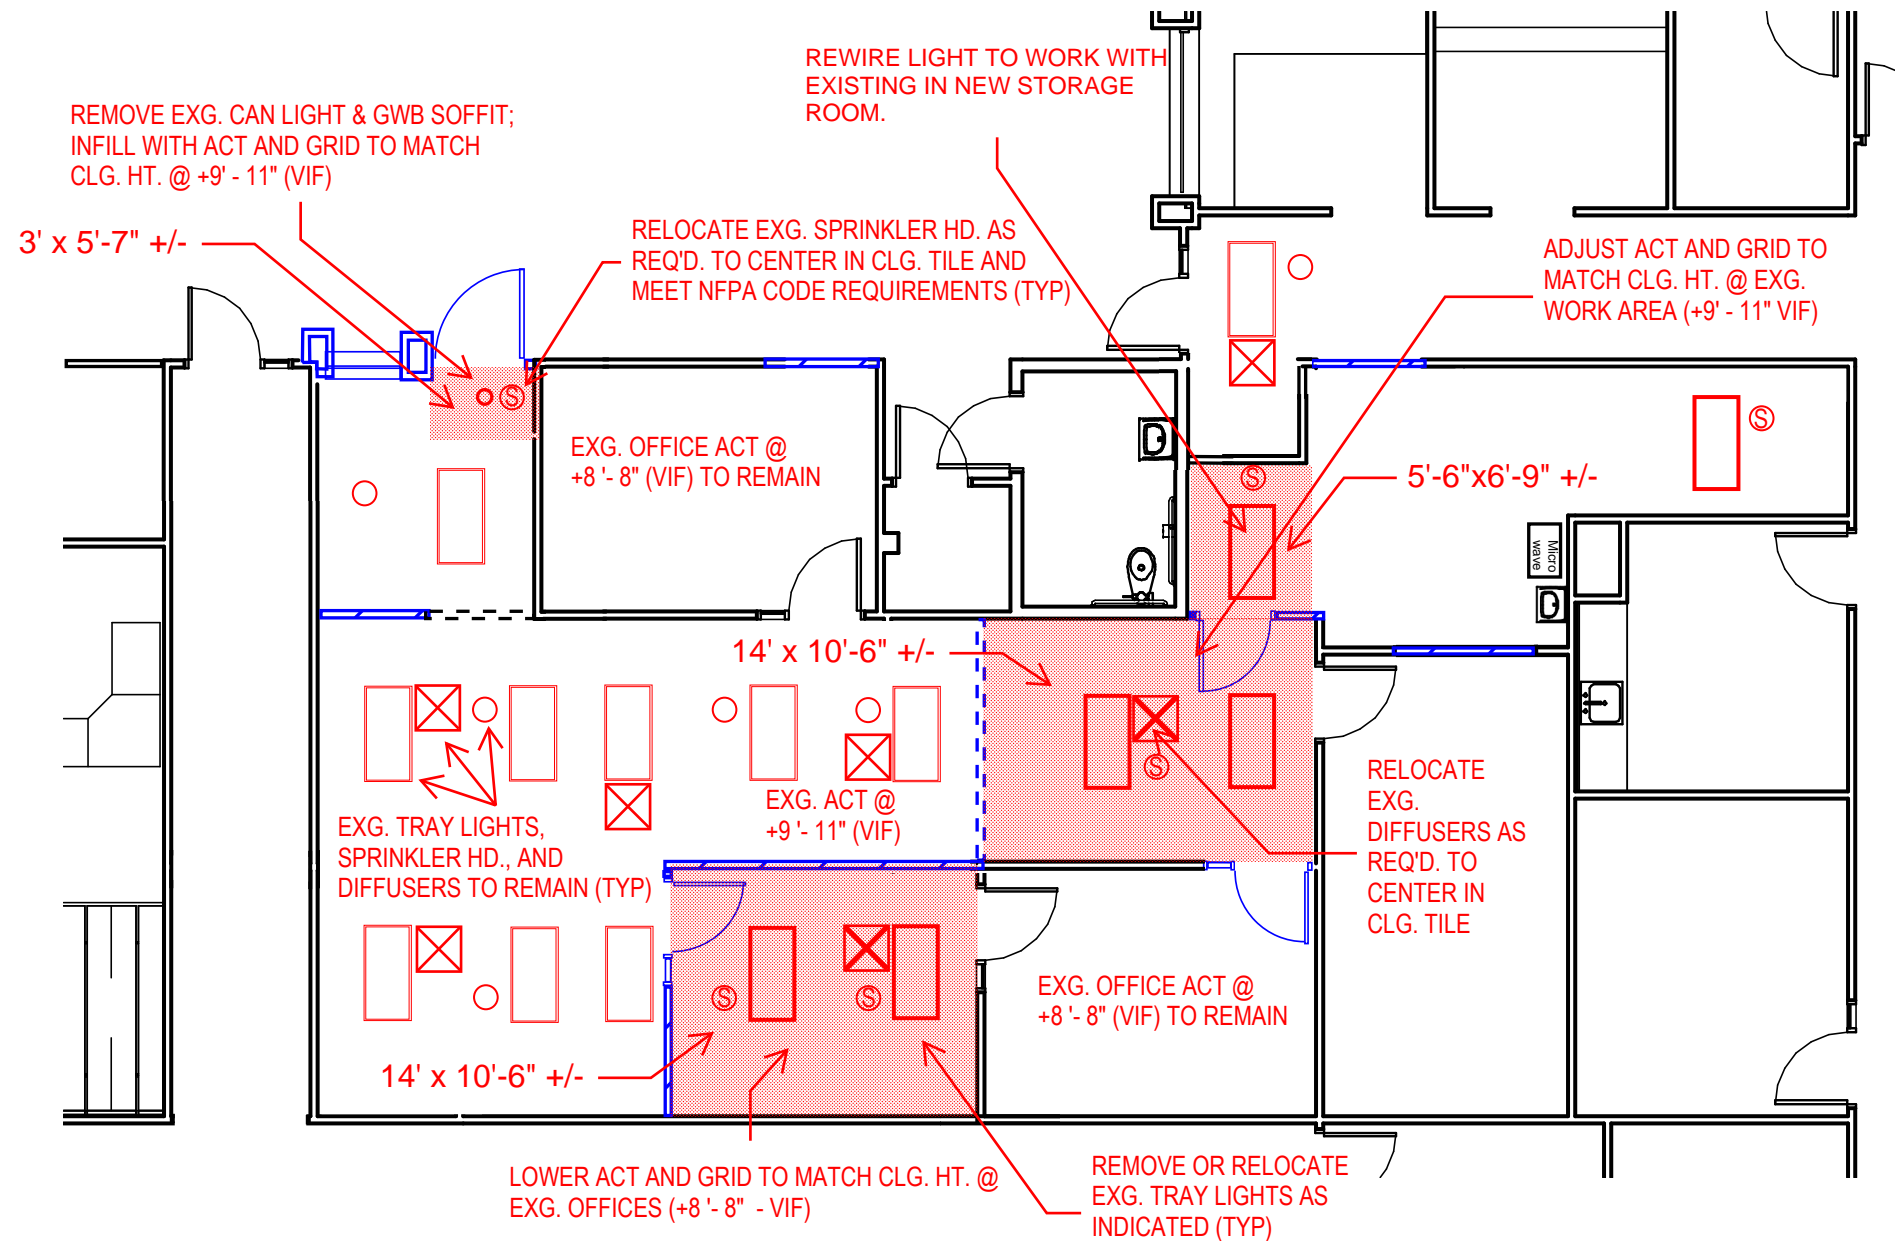 REWIRE LIGHT TO WORK WITH
EXISTING IN NEW STORAGE
ROOM.
REMOVE EXG. CAN LIGHT & GWB SOFFIT;
INFILL WITH ACT AND GRID TO MATCH
CLG. HT. @ +9' - 11" (VIF)
3' x 5'-7" +/-
RELOCATE EXG. SPRINKLER HD. AS
REQ'D. TO CENTER IN CLG. TILE AND
MEET NFPA CODE REQUIREMENTS (TYP)
ADJUST ACT AND GRID TO
MATCH CLG. HT. @ EXG.
WORK AREA (+9' - 11" VIF)
S
EXG. OFFICE ACT @
+8 '- 8" (VIF) TO REMAIN
S
S
5'-6"x6'-9" +/-
Micro
wave
14' x 10'-6" +/-
S
EXG. ACT @
+9 '- 11" (VIF)
EXG. TRAY LIGHTS,
SPRINKLER HD., AND
DIFFUSERS TO REMAIN (TYP)
RELOCATE
EXG.
DIFFUSERS AS
REQ'D. TO
CENTER IN
CLG. TILE
S
S
EXG. OFFICE ACT @
+8 '- 8" (VIF) TO REMAIN
14' x 10'-6" +/-
LOWER ACT AND GRID TO MATCH CLG. HT. @
EXG. OFFICES (+8 '- 8" - VIF)
REMOVE OR RELOCATE
EXG. TRAY LIGHTS AS
INDICATED (TYP)